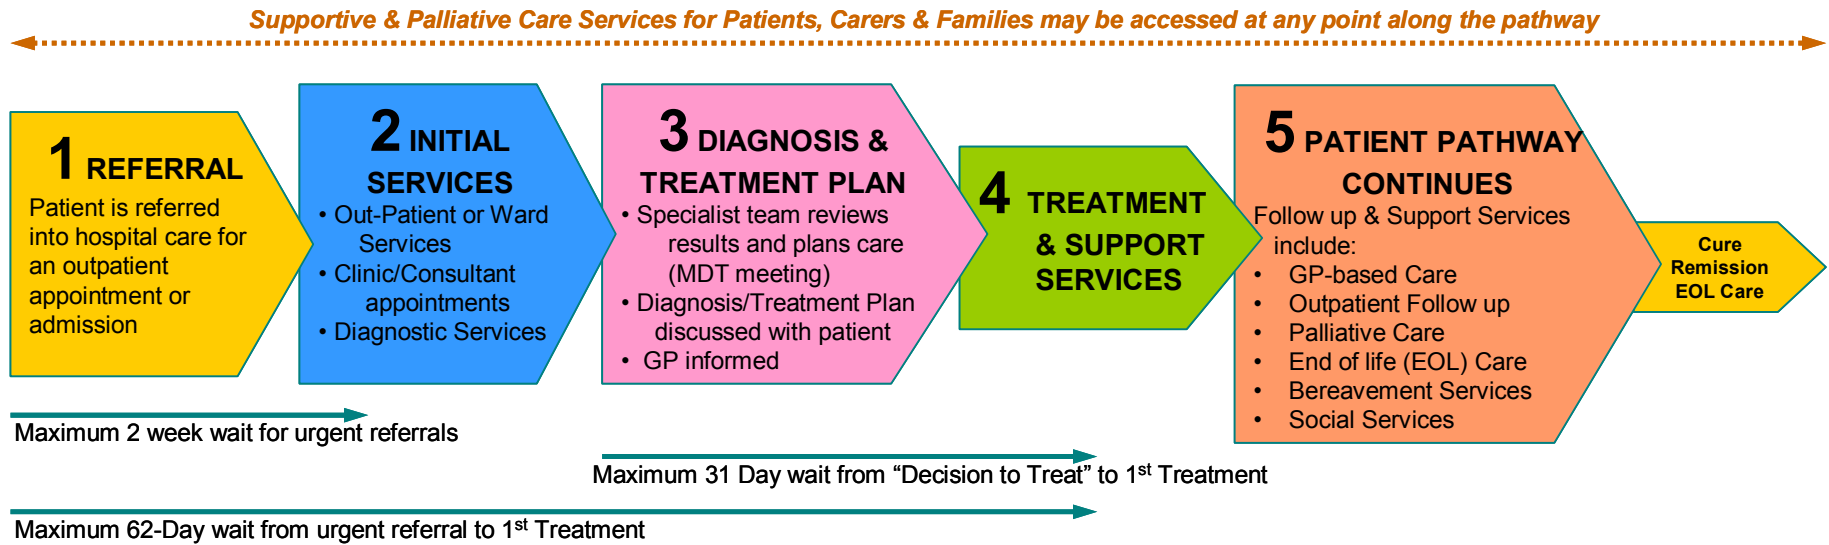 Supportive & Palliative Care Services for Patients, Carers & Families may be accessed at any point along the pathway
1 REFERRAL
Patient is referred
into hospital care for
an outpatient
appointment or
admission
2 INITIAL
SERVICES
• Out-Patient or Ward
Services
• Clinic/Consultant
appointments
• Diagnostic Services
3 DIAGNOSIS &
TREATMENT PLAN
• Specialist team reviews
results and plans care
(MDT meeting)
• Diagnosis/Treatment Plan
discussed with patient
• GP informed
4 TREATMENT
& SUPPORT
SERVICES
5 PATIENT PATHWAY
CONTINUES
Follow up & Support Services
include:
• GP-based Care
• Outpatient Follow up
• Palliative Care
• End of life (EOL) Care
• Bereavement Services
• Social Services
Cure
Remission
EOL Care
Maximum 2 week wait for urgent referrals
Maximum 31 Day wait from “Decision to Treat” to 1st Treatment
Maximum 62-Day wait from urgent referral to 1st Treatment